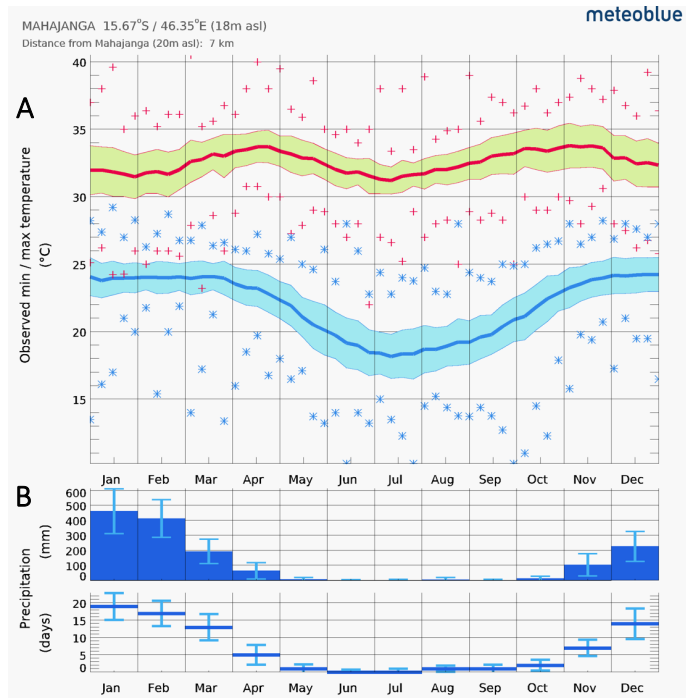 meteoblue
MAHAJANGA 15.67°S / 46.35°E (18m asl)
Distance from Mahajanga (20m asl): 7 km
A
Observed min / max temperature
(°C)
40
35
30
25
20
15
Jan Feb Mar Apr May Jun Jul Aug Sep Oct Nov Dec
B
Precipitation
(mm)
600
500
400
300
200
100
0
(days)
20
15
10
5
0
Jan Feb Mar Apr May Jun Jul Aug Sep Oct Nov Dec